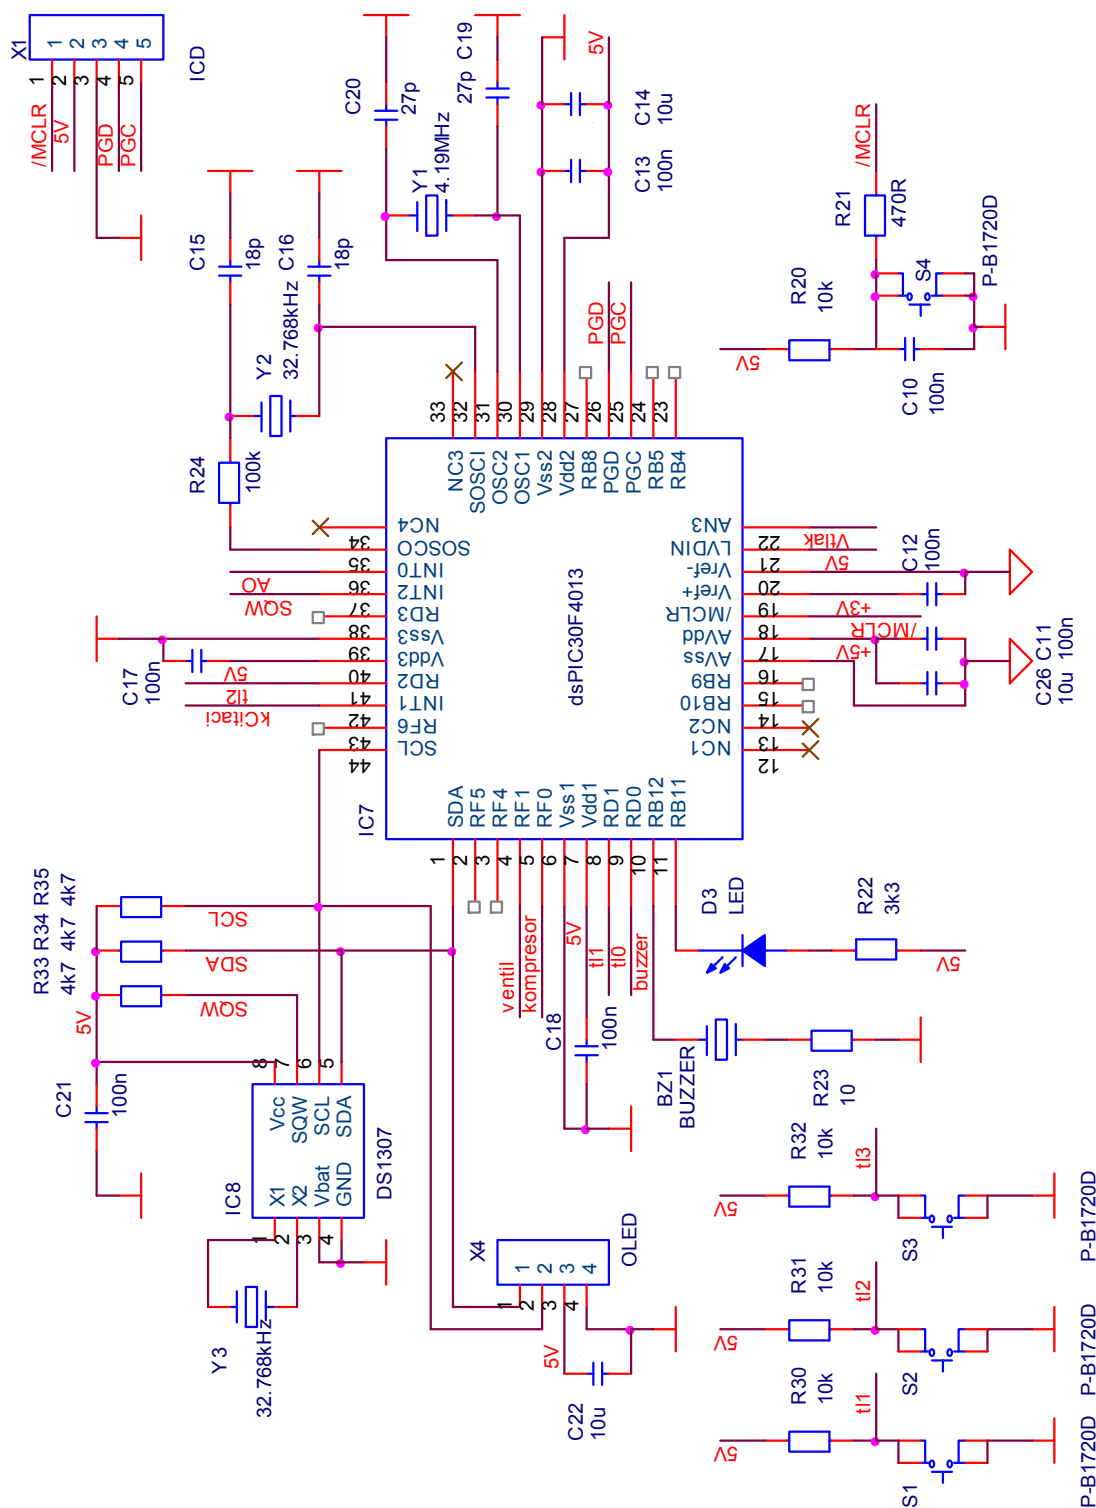 X1
1
2
3
4
5
1
2
3
4
5
ICD
/MCLR
5V
PGD
PGC
C15
18p
C16
18p
Y2
32.768kHz
R24
100k
C20
27p
C19
27p
Y1
4.19MHz
C14
10u
C13
100n
5V
/MCLR
R21
470R
R20
10k
5V
S4
P-B1720D
C10
100n
IC7
dsPIC30F4013
33
32
31
30
29
28
27
26
25
24
23
NC3
SOSCI
OSC2
OSC1
Vss2
Vdd2
RB8
PGD
PGC
RB5
RB4
PGD
PGC
NC4
SOSCO
INT0
INT2
RD3
Vss3
Vdd3
RD2
INT1
RF6
SCL
34
35
36
37
38
39
40
41
42
43
44
AO
SQW
5V
tl2
kCitaci
C17
100n
AN3
LVDIN
Vref-
Vref+
/MCLR
AVdd
AVss
RB9
RB10
NC2
NC1
22
21
20
19
18
17
16
15
14
13
12
Vtlak
5V
+3V
/MCLR
+5V
C12
100n
C26 C11
10u 100n
SDA
RF5
RF4
RF1
RF0
Vss1
Vdd1
RD1
RD0
RB12
RB11
1
2
3
4
5
6
7
8
9
10
11
ventil
kompresor
5V
tl1
tl0
buzzer
C18
100n
D3
LED
R22
3k3
5V
BZ1
BUZZER
R23
10
R33 R34 R35
4k7 4k7 4k7
SCL
SDA
SQW
5V
C21
100n
IC8
DS1307
8
7
6
5
Vcc
SQW
SCL
SDA
X1
X2
Vbat
GND
1
2
3
4
Y3
32.768kHz
X4
OLED
1
2
3
4
1
2
3
4
5V
C22
10u
R32
10k
tl3
5V
S3
P-B1720D
R31
10k
tl2
5V
S2
P-B1720D
R30
10k
tl1
5V
S1
P-B1720D